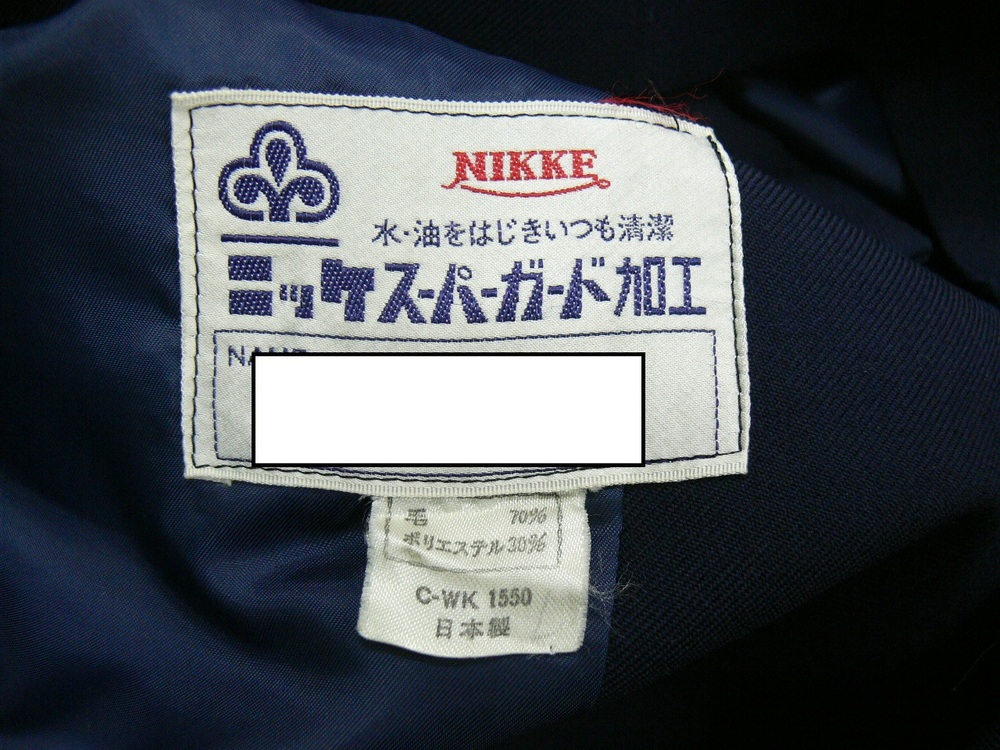 NIKKE
水・油をはじきいつも清潔
ニッケスーパーガード加工
毛 70%
ポリエステル 30%
C-WK 1550
日本製